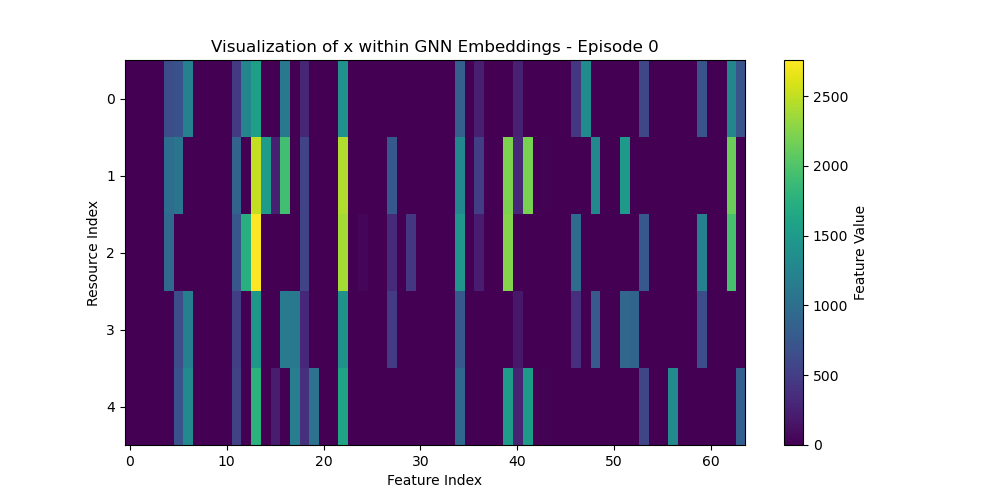 Visualization of x within GNN Embeddings - Episode 0
0
1
2
3
4
Resource Index
0 10 20 30 40 50 60
Feature Index
2500
2000
1500
1000
500
0
Feature Value